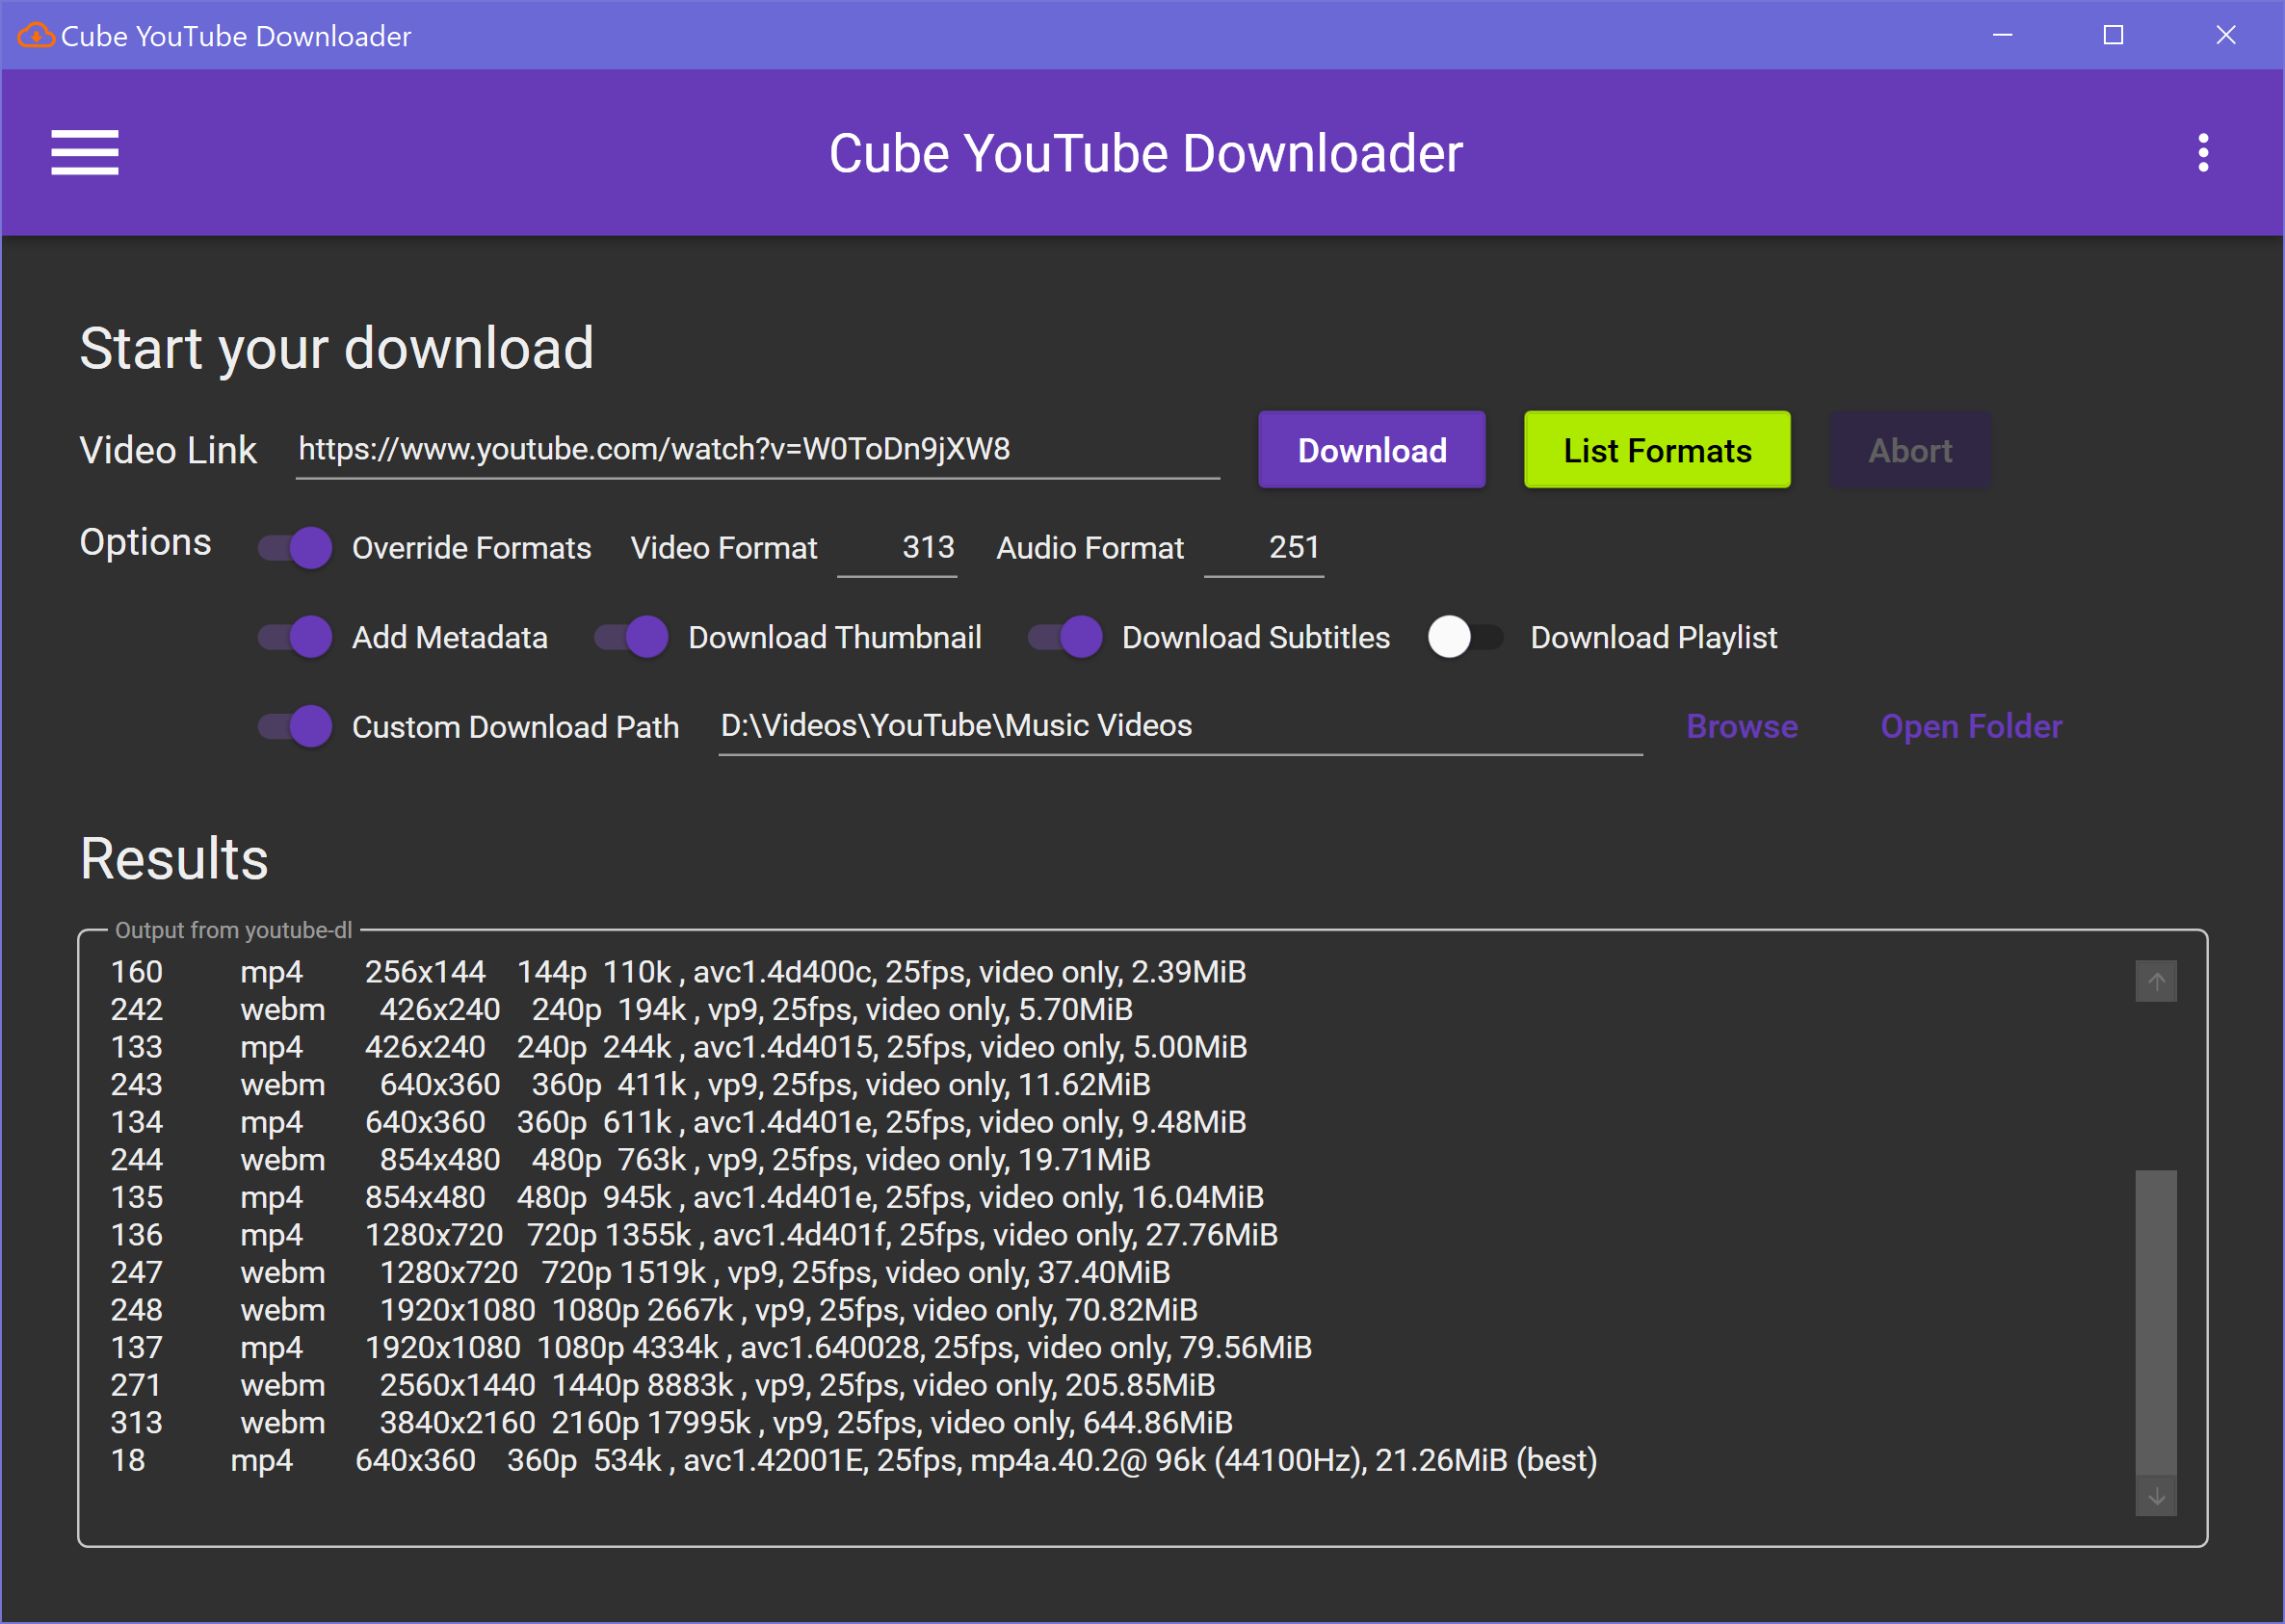 Cube YouTube Downloader
Cube YouTube Downloader
Start your download
Video Link https://www.youtube.com/watch?v=W0ToDn9jXW8 Download List Formats Abort
Options Override Formats Video Format 313 Audio Format 251
Add Metadata Download Thumbnail Download Subtitles Download Playlist
Custom Download Path D:\Videos\YouTube\Music Videos Browse Open Folder
Results
Output from youtube-dl
160 mp4 256x144 144p 110k , avc1.4d400c, 25fps, video only, 2.39MiB
242 webm 426x240 240p 194k , vp9, 25fps, video only, 5.70MiB
133 mp4 426x240 240p 244k , avc1.4d4015, 25fps, video only, 5.00MiB
243 webm 640x360 360p 411k , vp9, 25fps, video only, 11.62MiB
134 mp4 640x360 360p 611k , avc1.4d401e, 25fps, video only, 9.48MiB
244 webm 854x480 480p 763k , vp9, 25fps, video only, 19.71MiB
135 mp4 854x480 480p 945k , avc1.4d401e, 25fps, video only, 16.04MiB
136 mp4 1280x720 720p 1355k , avc1.4d401f, 25fps, video only, 27.76MiB
247 webm 1280x720 720p 1519k , vp9, 25fps, video only, 37.40MiB
248 webm 1920x1080 1080p 2667k , vp9, 25fps, video only, 70.82MiB
137 mp4 1920x1080 1080p 4334k , avc1.640028, 25fps, video only, 79.56MiB
271 webm 2560x1440 1440p 8883k , vp9, 25fps, video only, 205.85MiB
313 webm 3840x2160 2160p 17995k , vp9, 25fps, video only, 644.86MiB
18 mp4 640x360 360p 534k , avc1.42001E, 25fps, mp4a.40.2@ 96k (44100Hz), 21.26MiB (best)